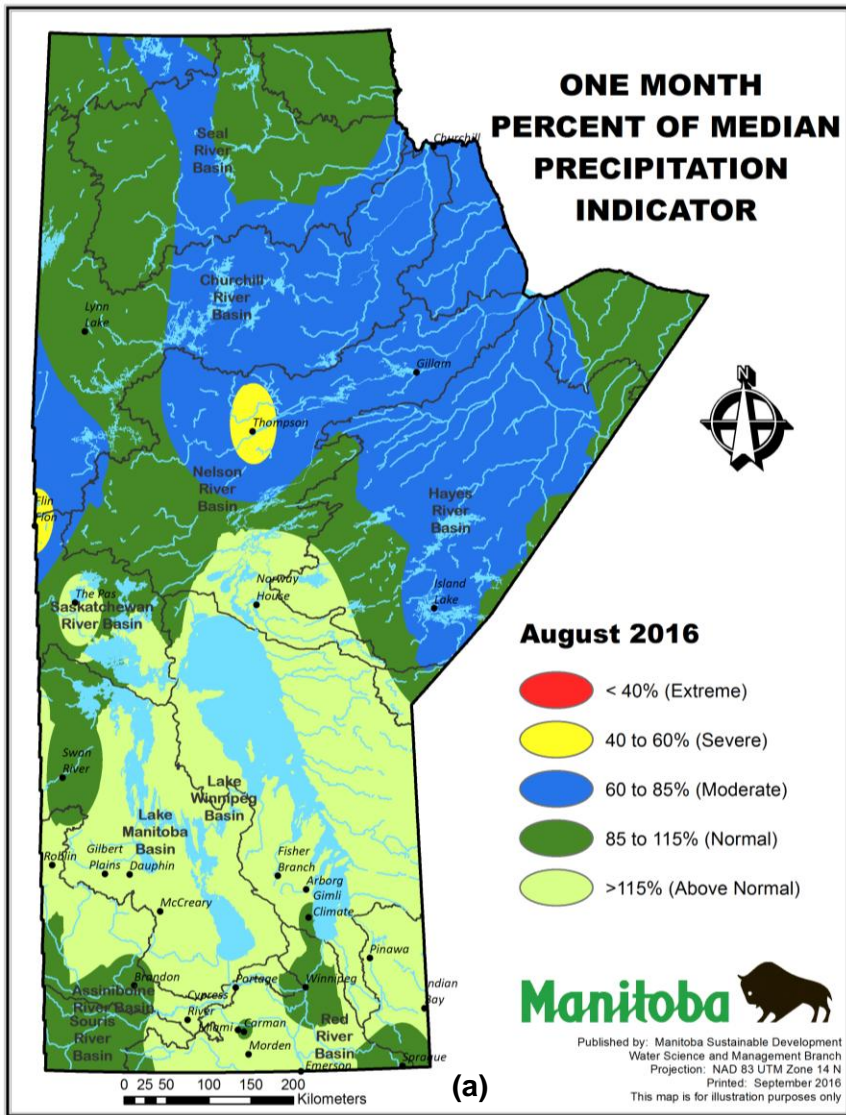 ONE MONTH
PERCENT OF MEDIAN
PRECIPITATION
INDICATOR
Churchill
Seal
River
Basin
Churchill
River
Basin
Lynn
Lake
Gillam
Thompson
Nelson
River
Basin
Hayes
River
Basin
Flin
Flon
Norway
House
Island
Lake
The Pas
Saskatchewan
River Basin
Swan
River
Lake
Winnipeg
Basin
Lake
Manitoba
Basin
Roblin
Gilbert
Plains
Dauphin
Fisher
Branch
Arborg
Gimli
Climate
McCreary
Pinawa
Brandon
Portage
Winnipeg
Indian
Bay
Assiniboine
River Basin
Cypress
River
Souris
River
Basin
Miami
Carman
Red
River
Basin
Morden
Sprague
Emerson
N
August 2016
< 40% (Extreme)
40 to 60% (Severe)
60 to 85% (Moderate)
85 to 115% (Normal)
>115% (Above Normal)
Manitoba
Published by: Manitoba Sustainable Development
Water Science and Management Branch
Projection: NAD 83 UTM Zone 14 N
Printed: September 2016
This map is for illustration purposes only
0 25 50 100 150 200
Kilometers
(a)